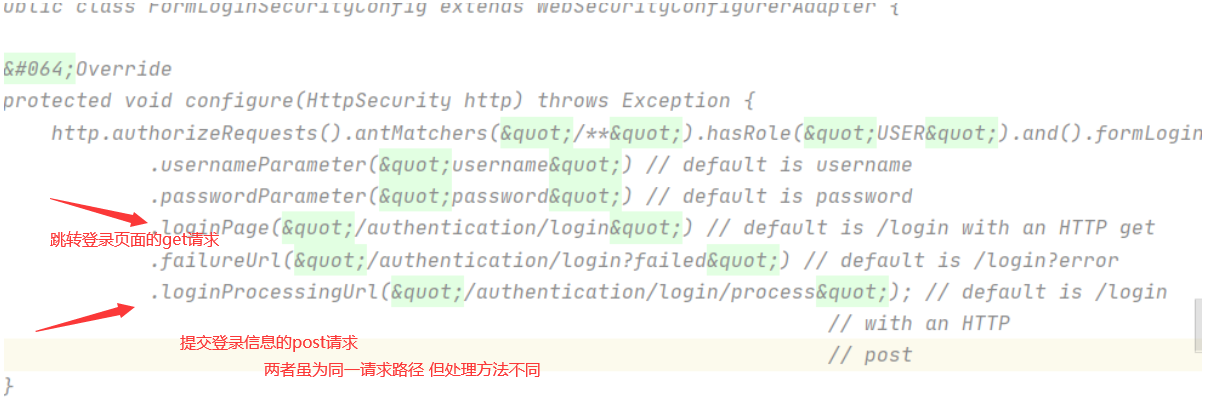 public class FormLoginSecurityConfig extends WebSecurityConfigurerAdapter {
&#064;Override
protected void configure(HttpSecurity http) throws Exception {
http.authorizeRequests().antMatchers(&quot;/**&quot;).hasRole(&quot;USER&quot;).and().formLogin
.usernameParameter(&quot;username&quot;) // default is username
.passwordParameter(&quot;password&quot;) // default is password
.loginPage(&quot;/authentication/login&quot;) // default is /login with an HTTP get
跳转登录页面的get请求
.failureUrl(&quot;/authentication/login?failed&quot;) // default is /login?error
.loginProcessingUrl(&quot;/authentication/login/process&quot;); // default is /login
// with an HTTP
提交登录信息的post请求
// post
两者虽为同一请求路径 但处理方法不同
}